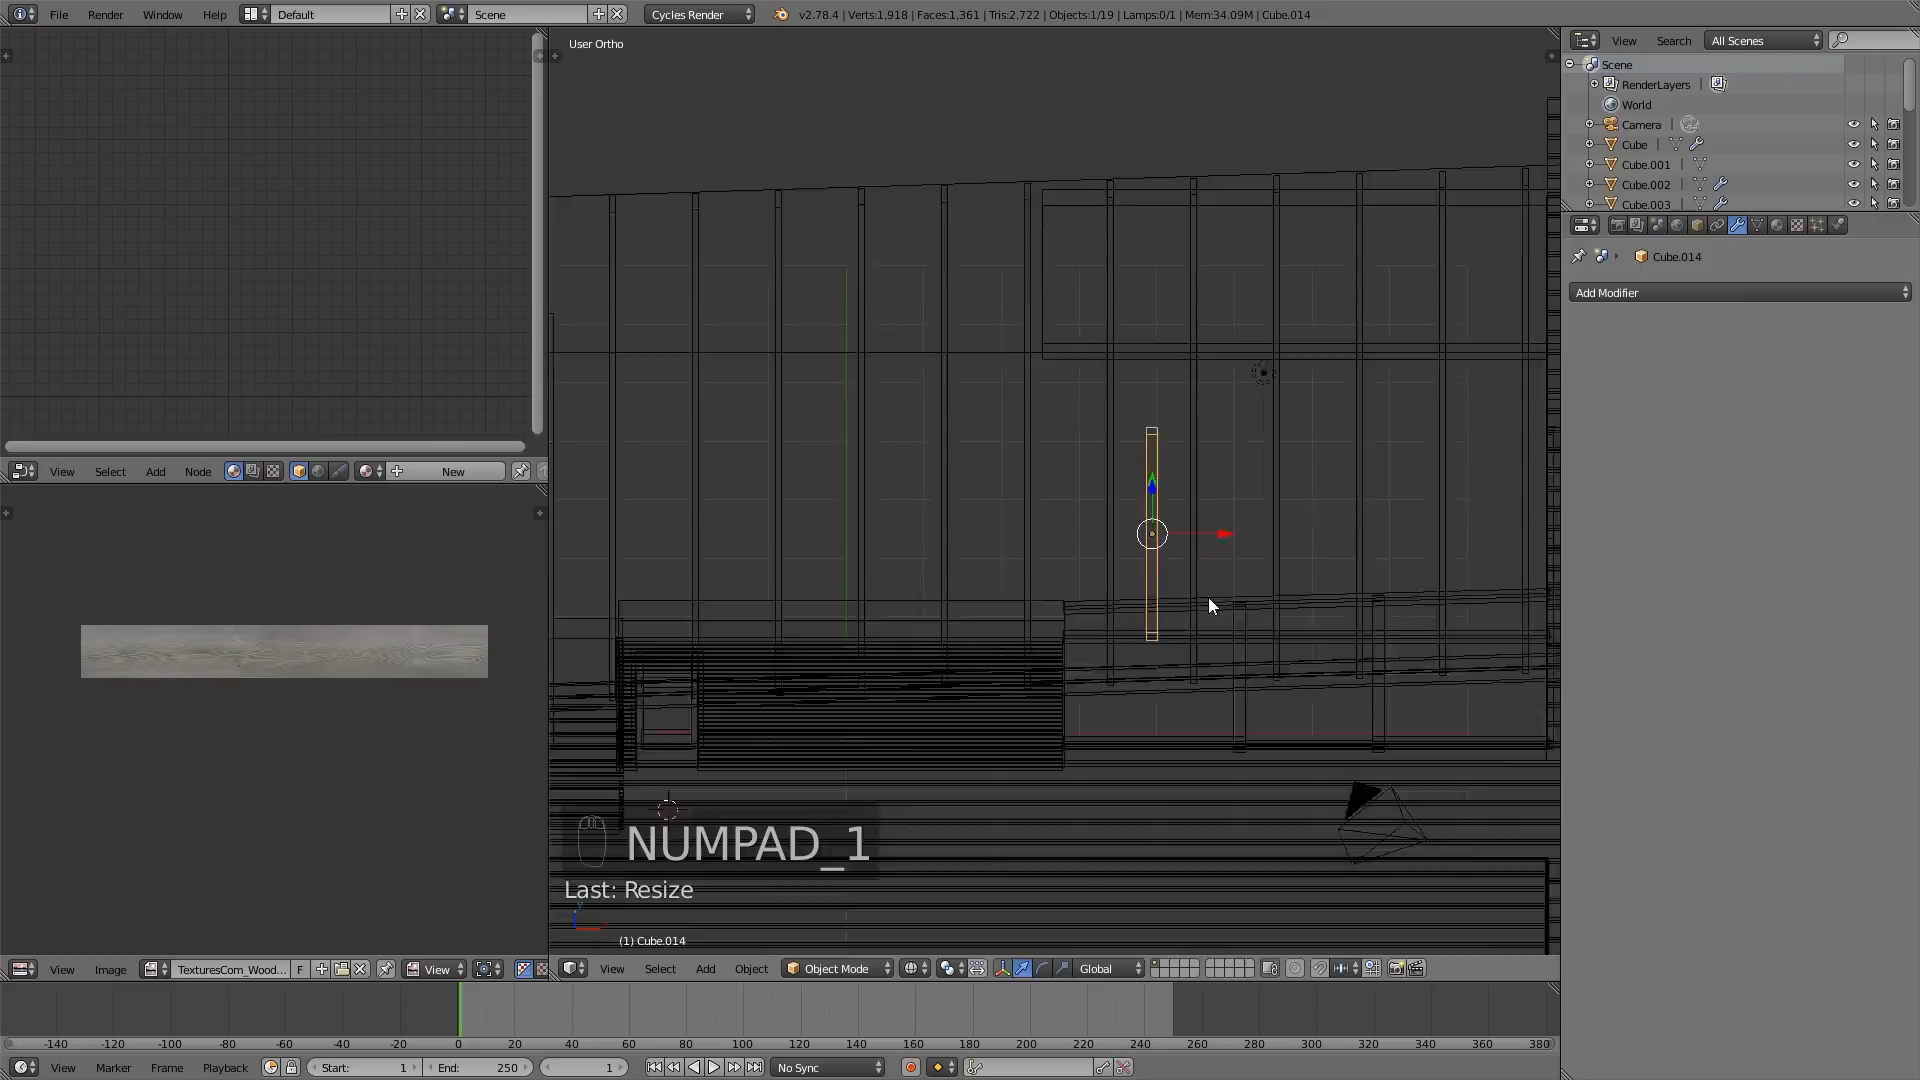 File Render Window Help Default Scene Cycles Render v2.78.4 | Verts:1,918 | Faces:1,361 | Tris:2,722 | Objects:1/19 | Lamps:0/1 | Mem:34.09M | Cube.014
User Ortho
View Search All Scenes
Scene
RenderLayers
World
Camera
Cube
Cube.001
Cube.002
Cube.003
Cube.014
Add Modifier
View Select Add Node New
NUMPAD_1
Last: Resize
(1) Cube.014
View Image TexturesCom_Wood... F View
View Select Add Object Object Mode Global
-140 -120 -100 -80 -60 -40 -20 0 20 40 60 80 100 120 140 160 180 200 220 240 260 280 300 320 340 360 380
View Marker Frame Playback Start: 1 End: 250 1 No Sync